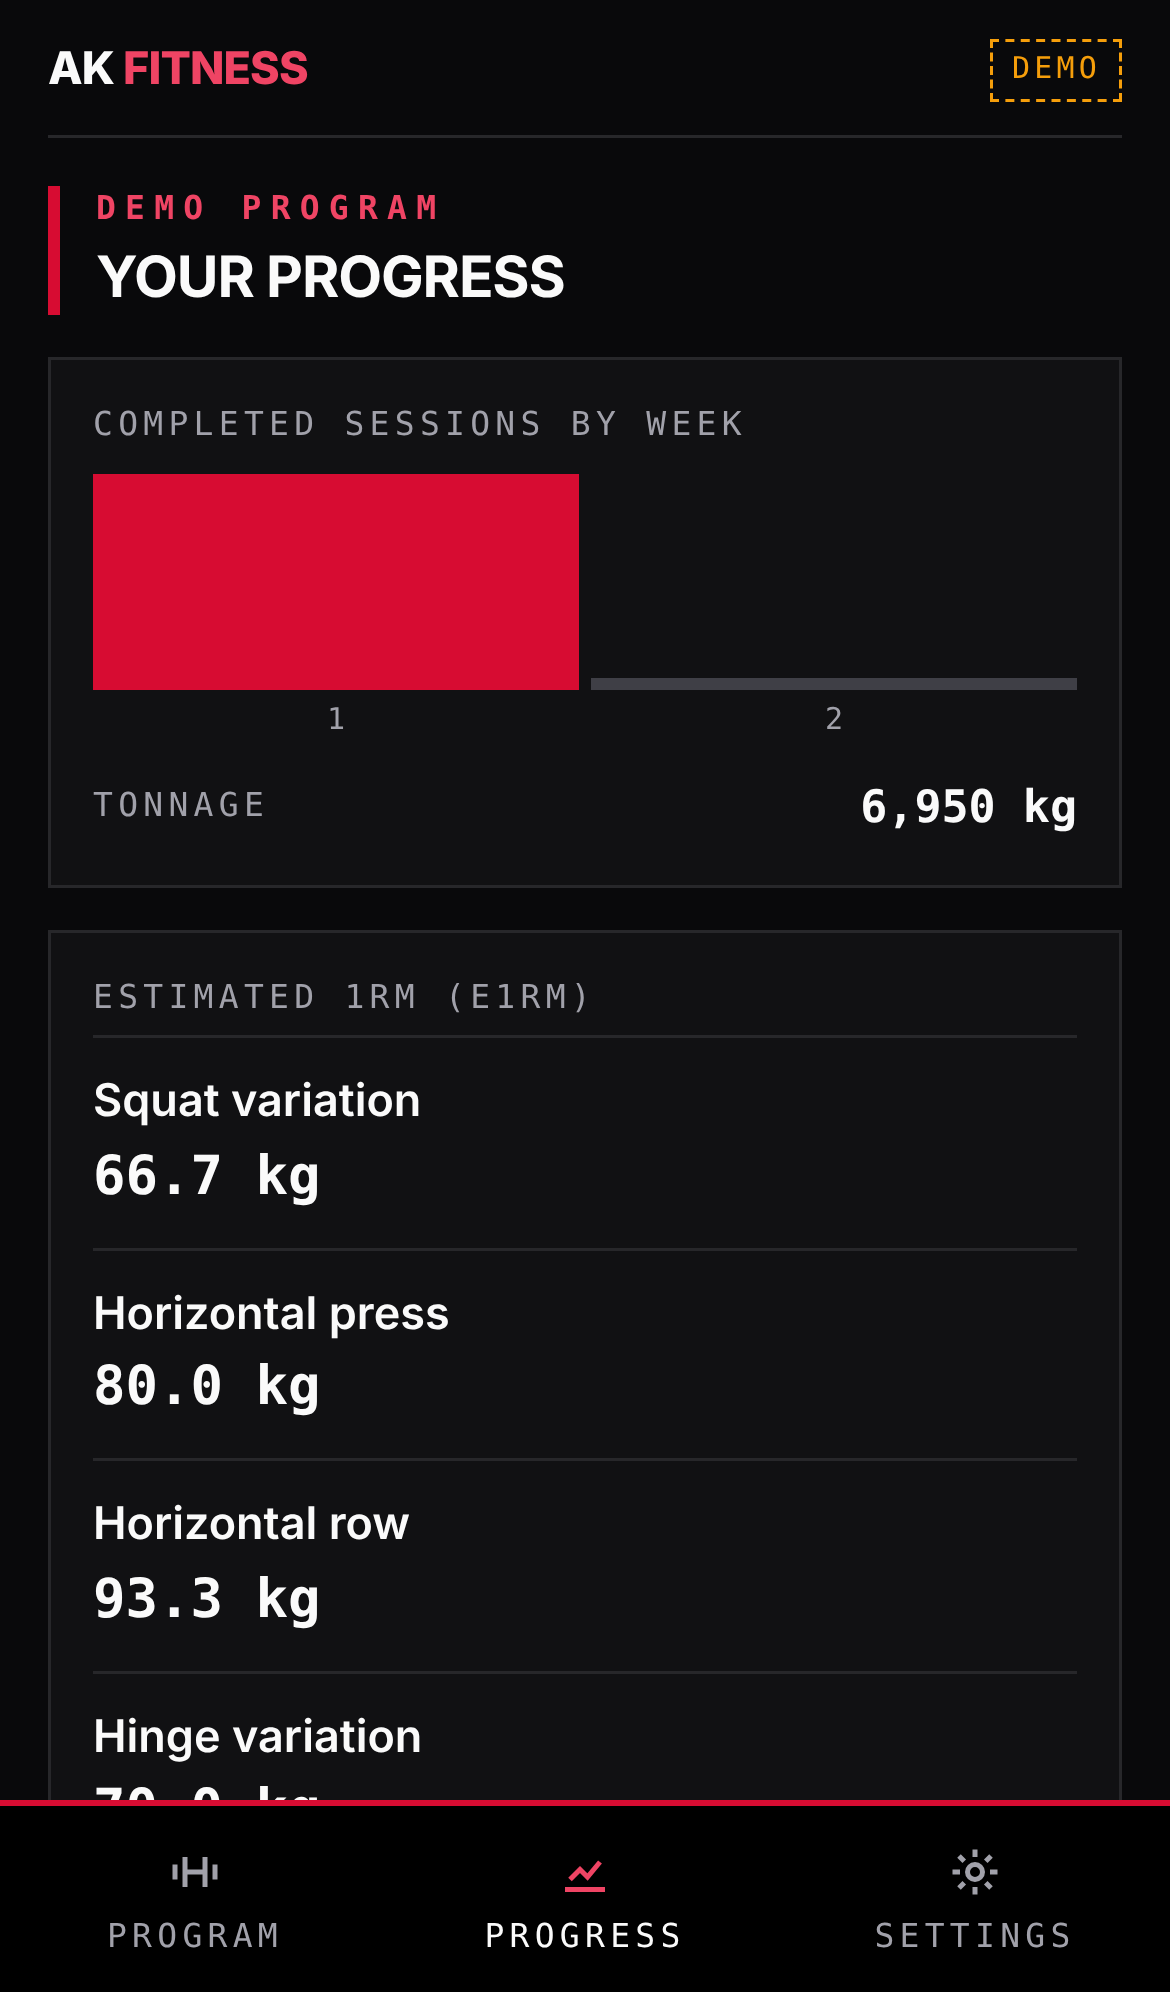 AK FITNESS
DEMO
DEMO PROGRAM
YOUR PROGRESS
COMPLETED SESSIONS BY WEEK
1
2
TONNAGE
6,950 kg
ESTIMATED 1RM (E1RM)
Squat variation
66.7 kg
Horizontal press
80.0 kg
Horizontal row
93.3 kg
Hinge variation
PROGRAM
PROGRESS
SETTINGS